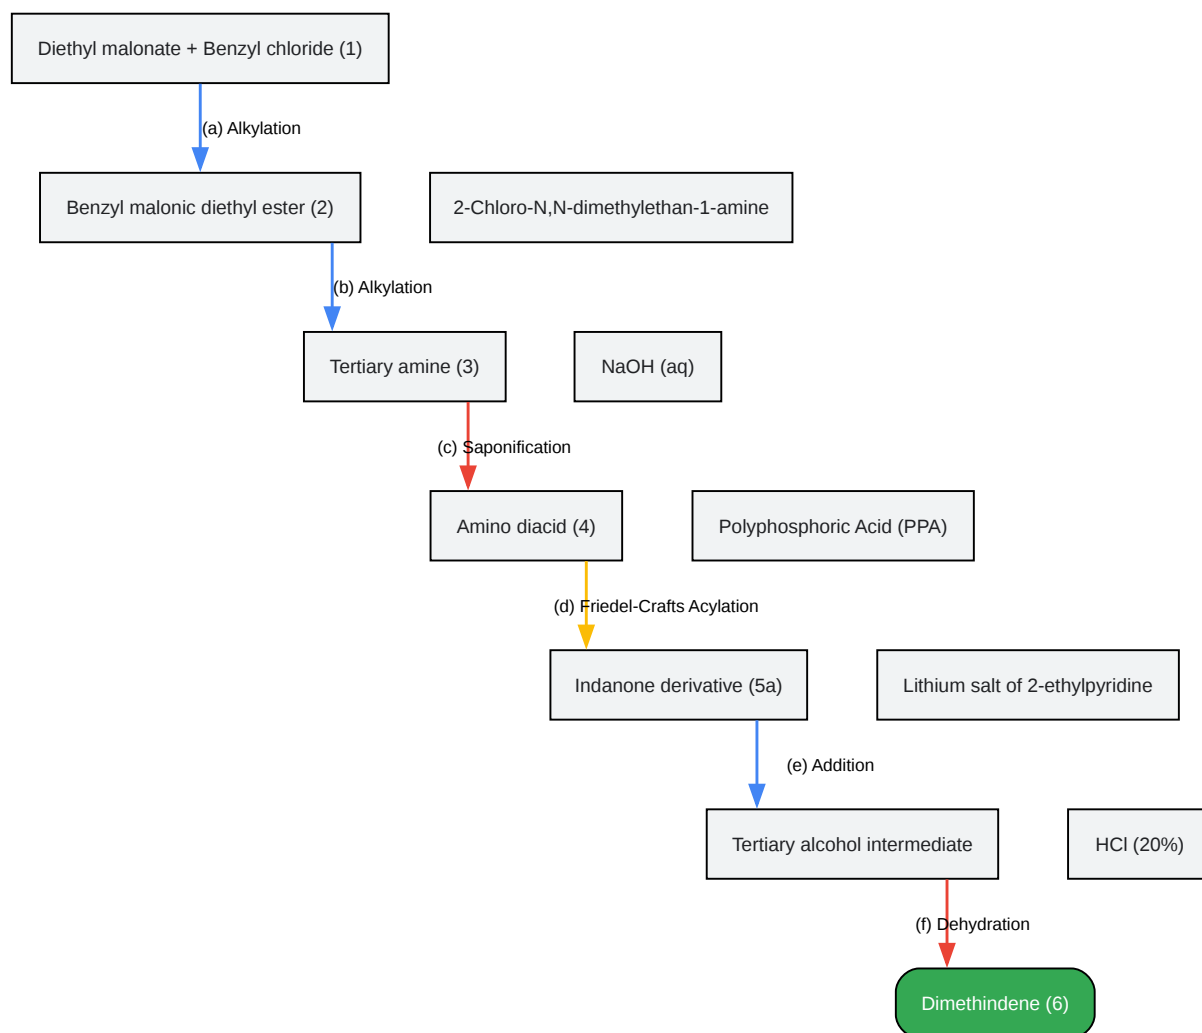 Diethyl malonate + Benzyl chloride (1)
(a) Alkylation
Benzyl malonic diethyl ester (2)
2-Chloro-N,N-dimethylethan-1-amine
(b) Alkylation
Tertiary amine (3)
NaOH (aq)
(c) Saponification
Amino diacid (4)
Polyphosphoric Acid (PPA)
(d) Friedel-Crafts Acylation
Indanone derivative (5a)
Lithium salt of 2-ethylpyridine
(e) Addition
Tertiary alcohol intermediate
HCl (20%)
(f) Dehydration
Dimethindene (6)